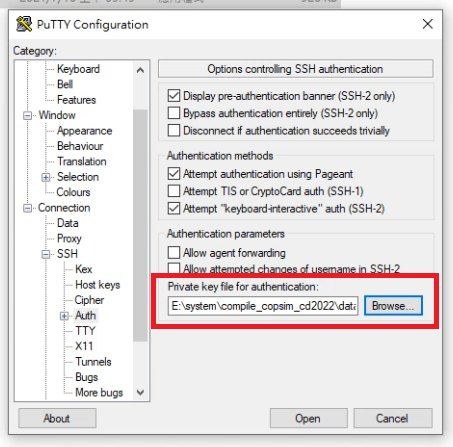 PuTTY Configuration
Category:
Keyboard
Bell
Features
Window
Appearance
Behaviour
Translation
Selection
Colours
Connection
Data
Proxy
SSH
Kex
Host keys
Cipher
Auth
TTY
X11
Tunnels
Bugs
More bugs
Options controlling SSH authentication
Display pre-authentication banner (SSH-2 only)
Bypass authentication entirely (SSH-2 only)
Disconnect if authentication succeeds trivially
Authentication methods
Attempt authentication using Pageant
Attempt TIS or CryptoCard auth (SSH-1)
Attempt "keyboard-interactive" auth (SSH-2)
Authentication parameters
Allow agent forwarding
Allow attempted changes of username in SSH-2
Private key file for authentication:
E:\system\compile_copsim_cd2022\data
Browse...
About
Open
Cancel